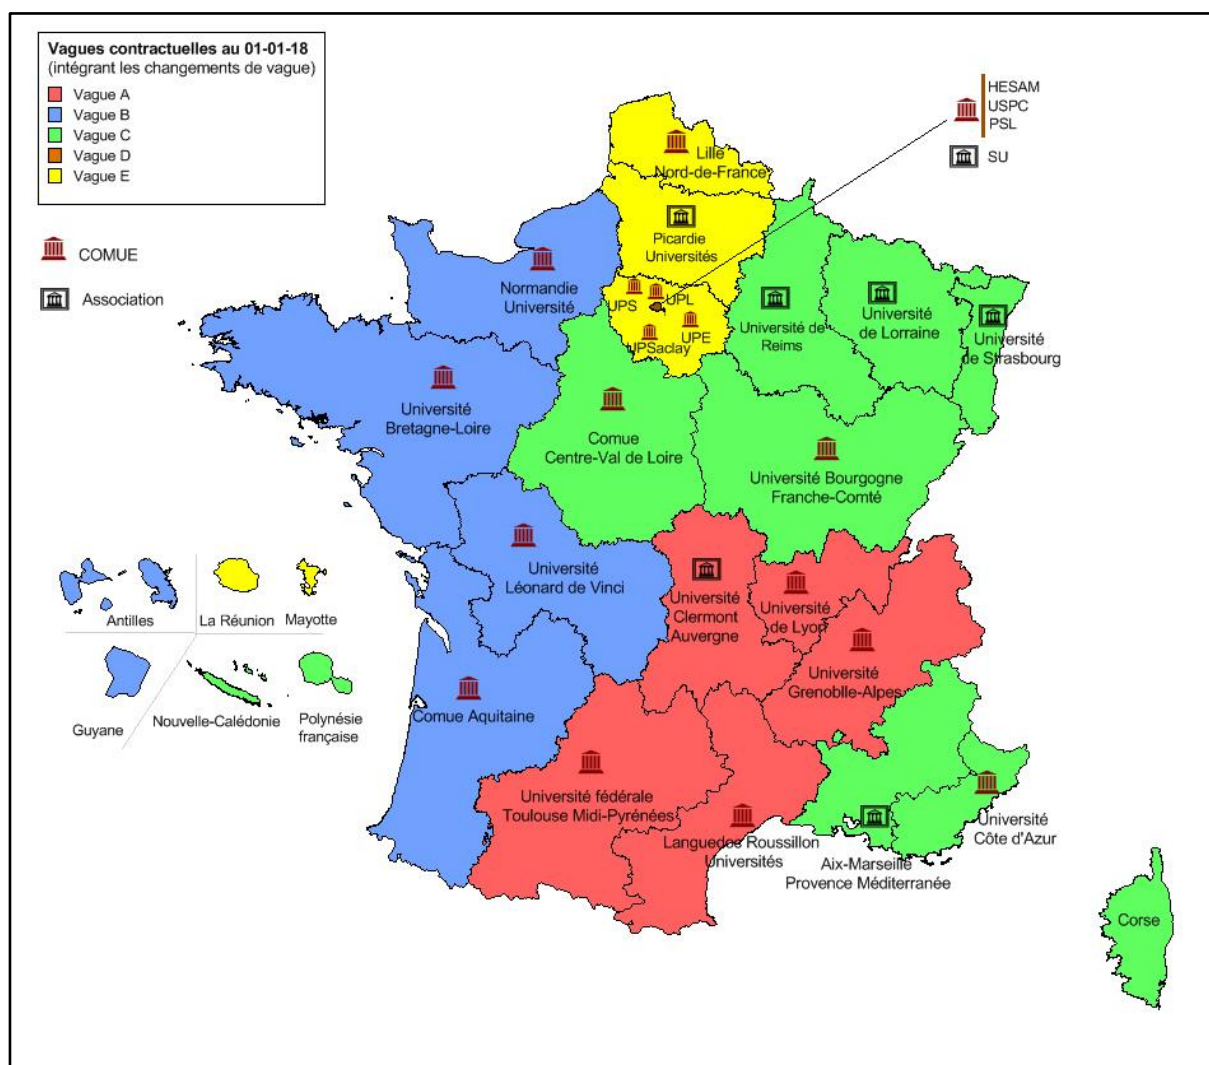 Vagues contractuelles au 01-01-18
(intégrant les changements de vague)
Vague A
Vague B
Vague C
Vague D
Vague E
COMUE
Association
HESAM
USPC
PSL
SU
Lille
Nord-de-France
Picardie
Universités
Normandie
Université
UPS
UPL
UPE
UPSaclay
Université de
Reims
Université
de Lorraine
Université
de Strasbourg
Université
Bretagne-Loire
Comue
Centre-Val de Loire
Université Bourgogne
Franche-Comté
Université
Léonard de Vinci
Université
Clermont
Auvergne
Université
de Lyon
Université
Grenoblle-Alpes
Antilles
La Réunion
Mayotte
Guyane
Nouvelle-Calédonie
Polynésie
française
Comue Aquitaine
Université fédérale
Toulouse Midi-Pyrénées
Languedos Roussillon
Universités
Aix-Marseille
Provence Méditerranée
Université
Côte d'Azur
Corse